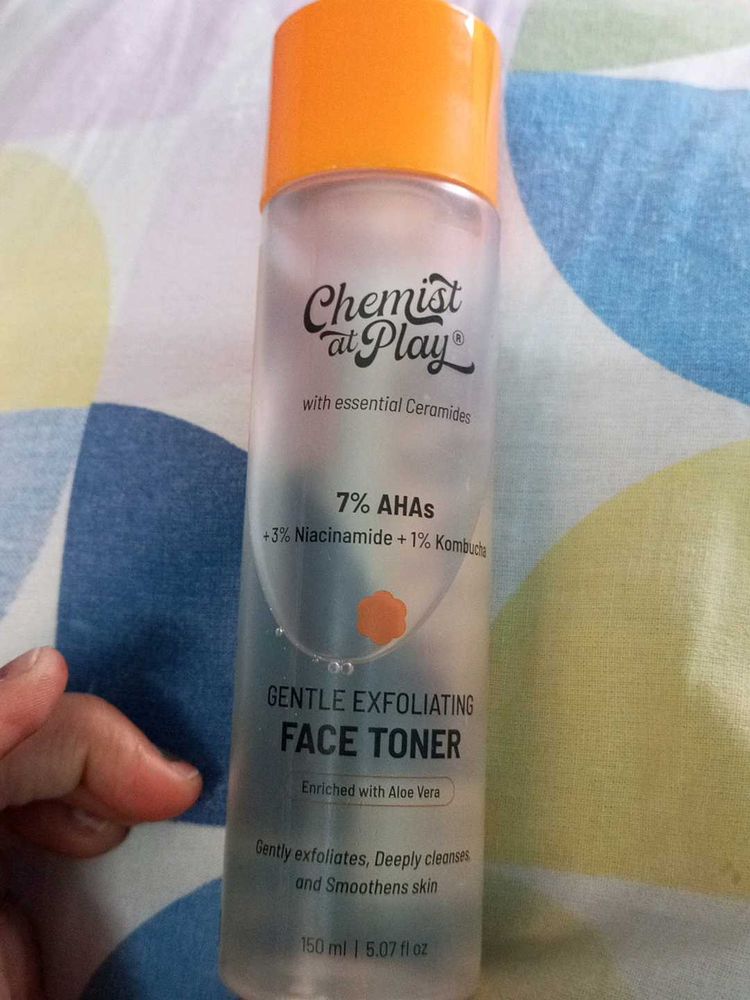 Chemist
at Play®
with essential Ceramides
7% AHAs
+3% Niacinamide + 1% Kombucha
GENTLE EXFOLIATING
FACE TONER
Enriched with Aloe Vera
Gently exfoliates, Deeply cleanses,
and Smoothens skin
150 ml | 5.07 fl oz